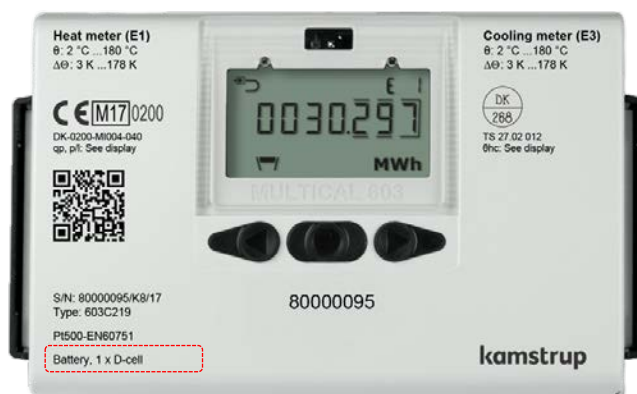 Heat meter (E1)
θ: 2 °C ...180 °C
ΔΘ: 3 K ...178 K
CE M17 0200
DK-0200-MI004-040
qp, p/l: See display
S/N: 80000095/K8/17
Type: 603C219
Pt500-EN60751
Battery, 1 x D-cell
E 1
0030.297
MWh
MULTICAL 603
80000095
Cooling meter (E3)
θ: 2 °C ...180 °C
ΔΘ: 3 K ...178 K
DK
268
TS 27.02 012
θhc: See display
kamstrup